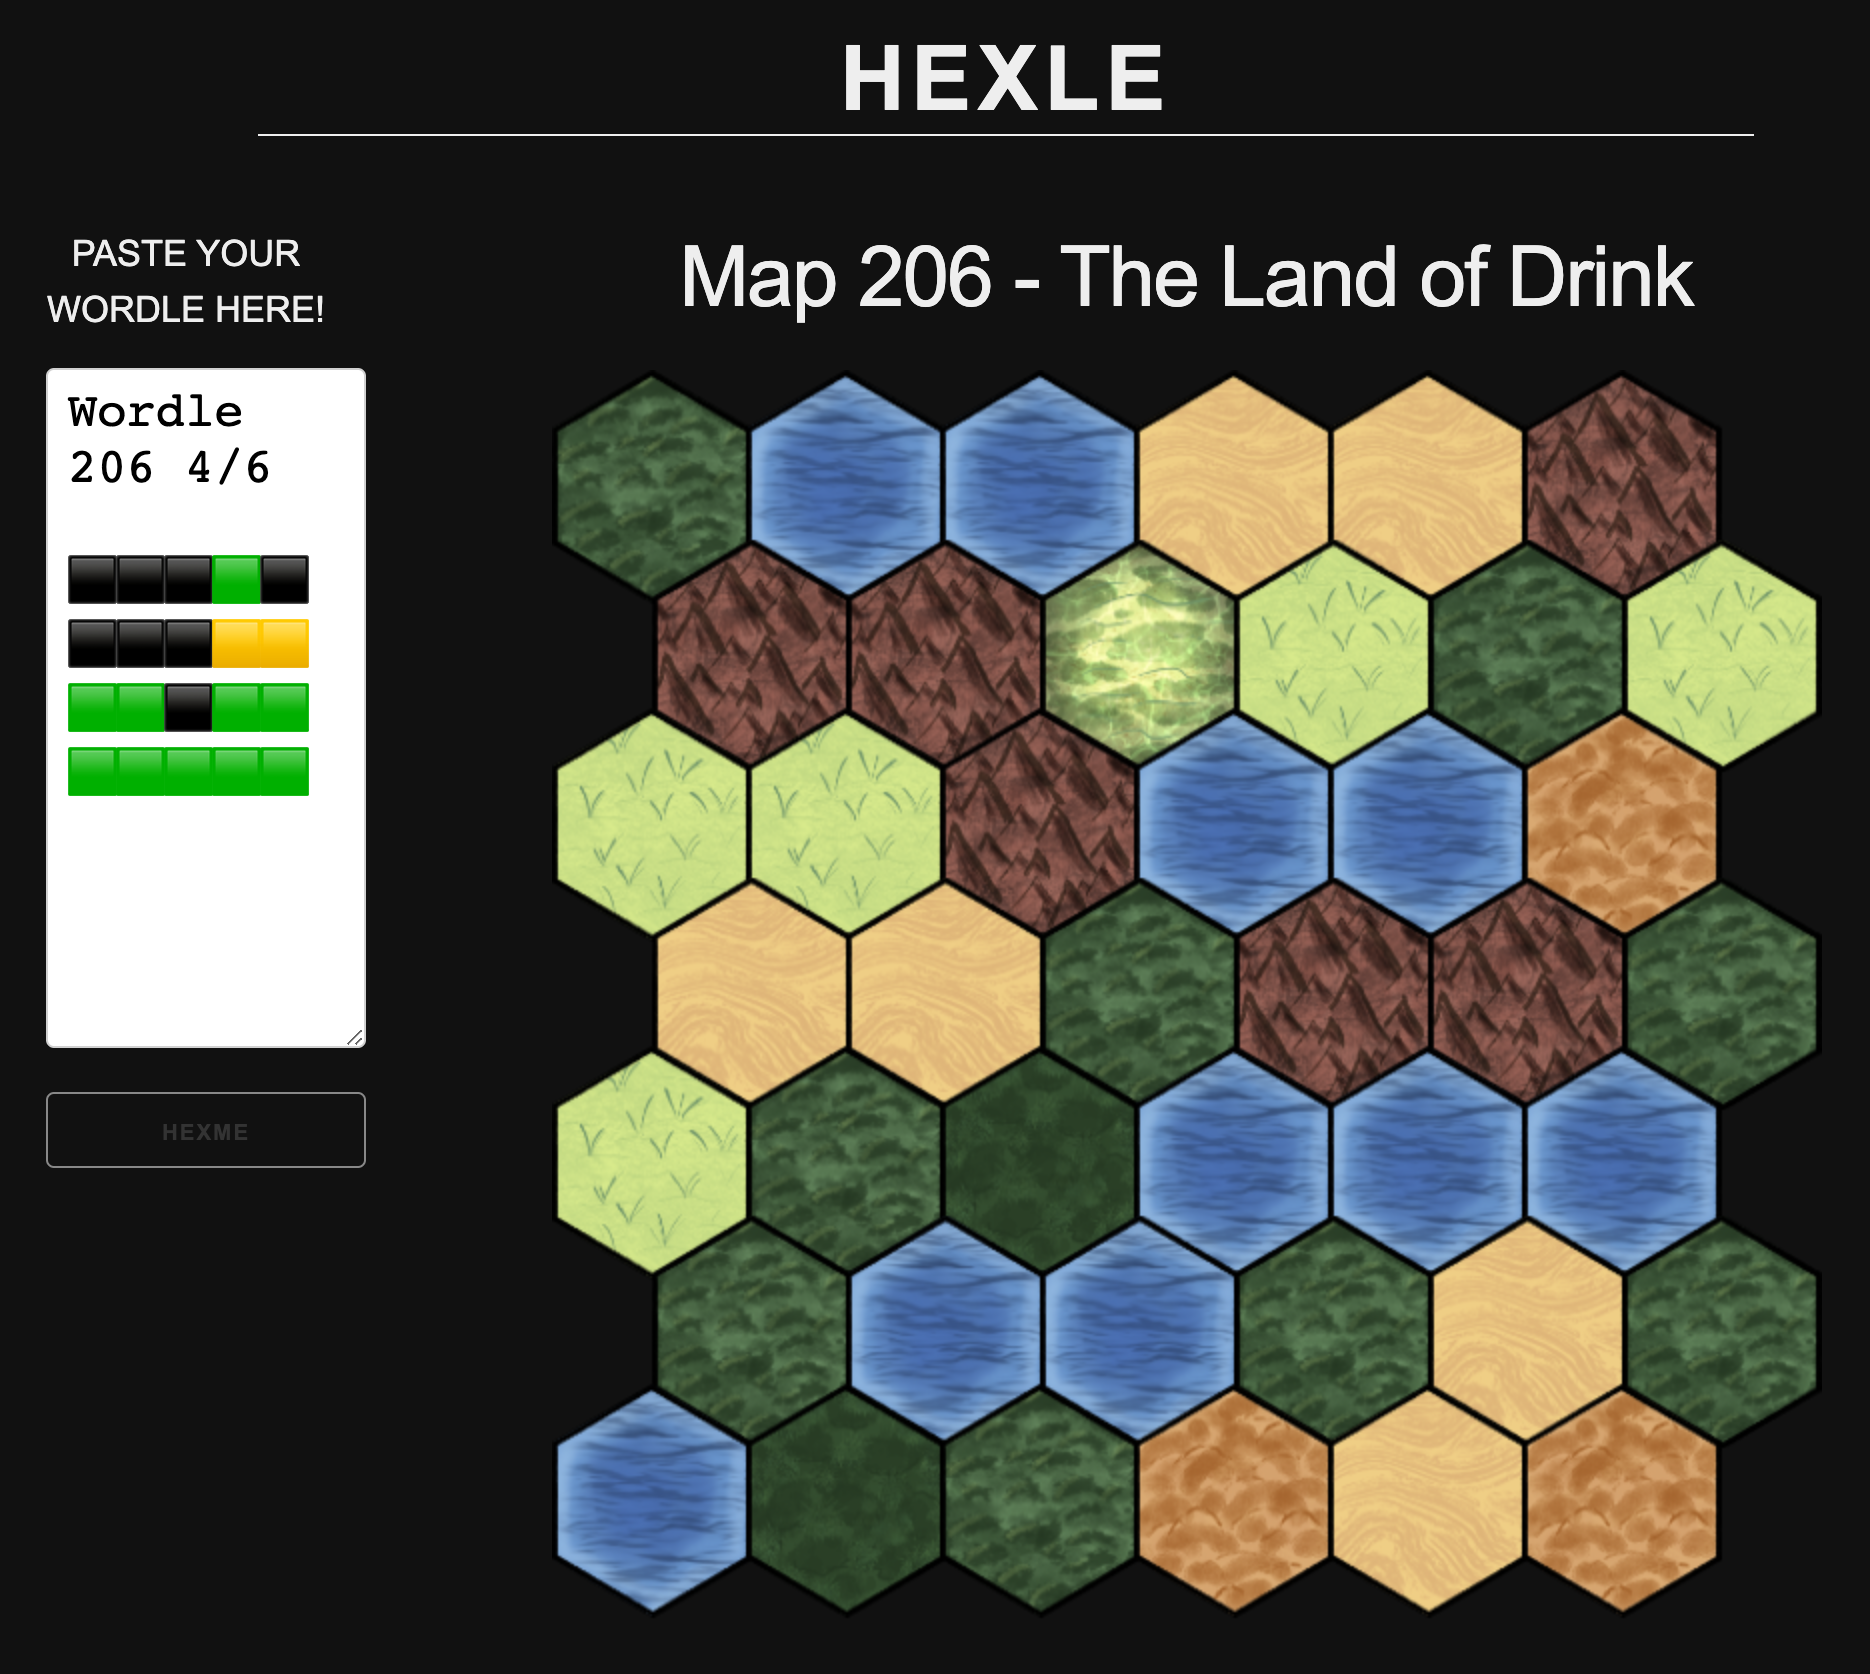 HEXLE
PASTE YOUR
WORDLE HERE!
Map 206 - The Land of Drink
Wordle
206 4/6
HEXME